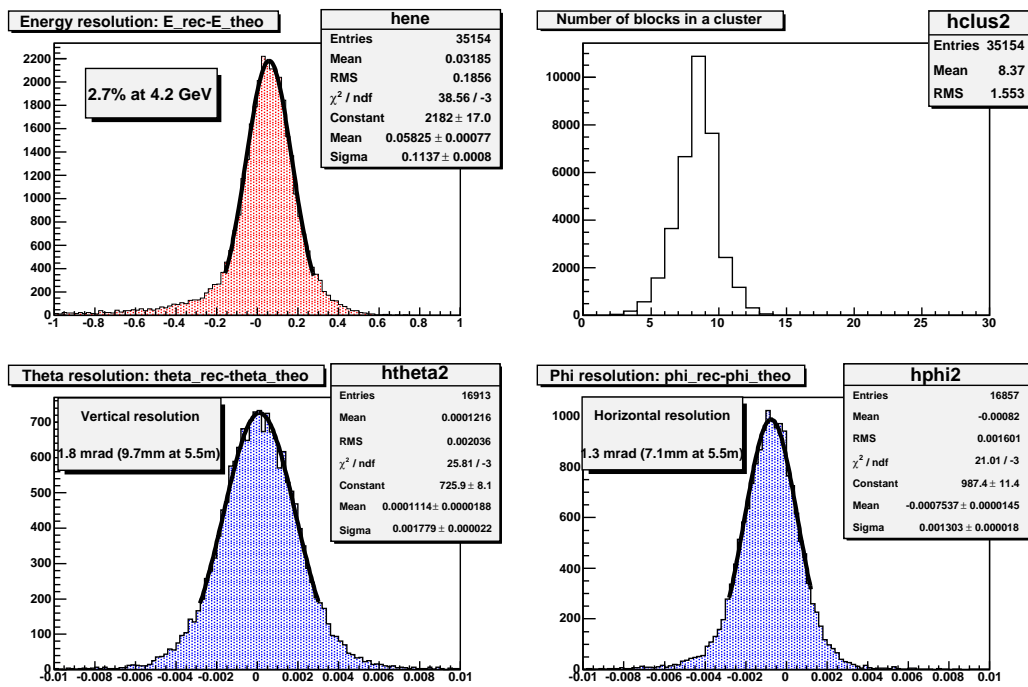 Energy resolution: E_rec-E_theo
hene
Entries 35154
Mean 0.03185
RMS 0.1856
χ² / ndf 38.56 / -3
Constant 2182 ± 17.0
Mean 0.05825 ± 0.00077
Sigma 0.1137 ± 0.0008
2.7% at 4.2 GeV
2200
2000
1800
1600
1400
1200
1000
800
600
400
200
0
-1 -0.8 -0.6 -0.4 -0.2 -0 0.2 0.4 0.6 0.8 1
Number of blocks in a cluster
hclus2
Entries 35154
Mean 8.37
RMS 1.553
10000
8000
6000
4000
2000
0
0 5 10 15 20 25 30
Theta resolution: theta_rec-theta_theo
htheta2
Entries 16913
Mean 0.0001216
RMS 0.002036
χ² / ndf 25.81 / -3
Constant 725.9 ± 8.1
Mean 0.0001114 ± 0.0000188
Sigma 0.001779 ± 0.000022
Vertical resolution
1.8 mrad (9.7mm at 5.5m)
700
600
500
400
300
200
100
0
-0.01 -0.008 -0.006 -0.004 -0.002 0 0.002 0.004 0.006 0.008 0.01
Phi resolution: phi_rec-phi_theo
hphi2
Entries 16857
Mean -0.00082
RMS 0.001601
χ² / ndf 21.01 / -3
Constant 987.4 ± 11.4
Mean -0.0007537 ± 0.0000145
Sigma 0.001303 ± 0.000018
Horizontal resolution
1.3 mrad (7.1mm at 5.5m)
1000
800
600
400
200
0
-0.01 -0.008 -0.006 -0.004 -0.002 0 0.002 0.004 0.006 0.008 0.01